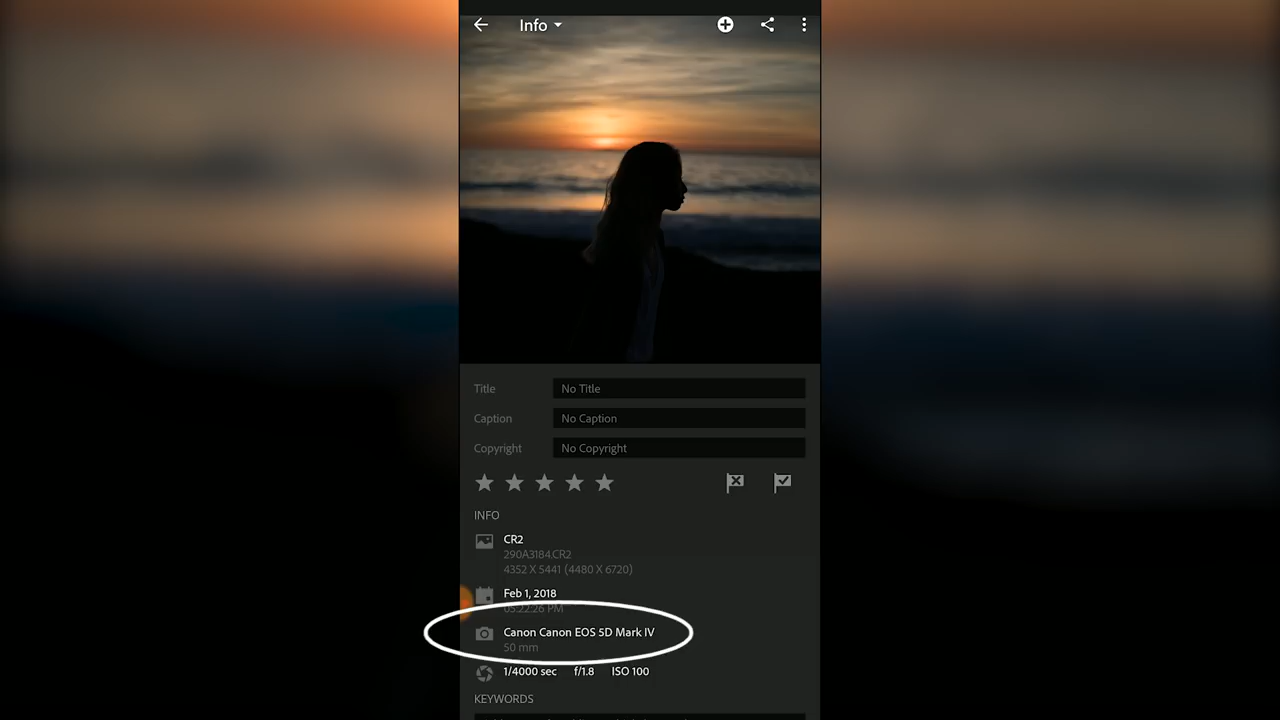 Info
Title No Title
Caption No Caption
Copyright No Copyright
INFO
CR2
290A3184.CR2
4352 X 5441 (4480 X 6720)
Feb 1, 2018
05:22:26 PM
Canon Canon EOS 5D Mark IV
50 mm
1/4000 sec f/1.8 ISO 100
KEYWORDS